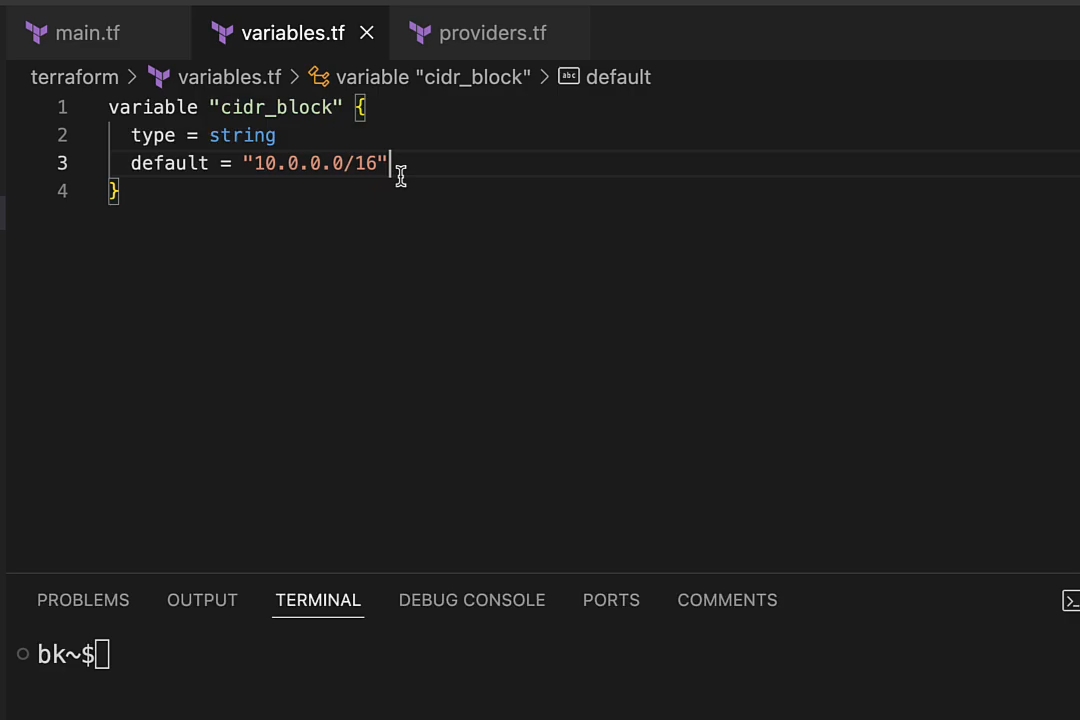 main.tf variables.tf providers.tf
terraform > variables.tf > variable "cidr_block" > abc default
1 variable "cidr_block" {
2 type = string
3 default = "10.0.0.0/16"
4 }
PROBLEMS OUTPUT TERMINAL DEBUG CONSOLE PORTS COMMENTS
bk~$